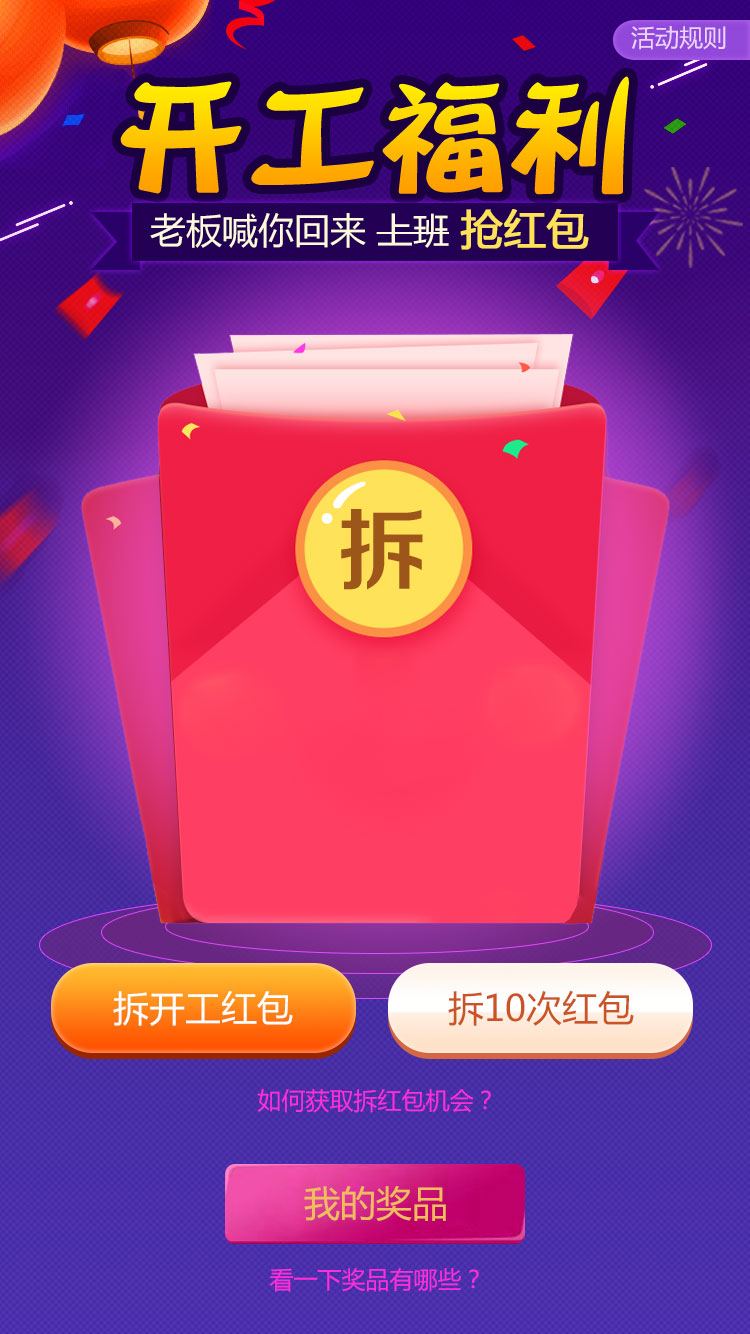 活动规则
开工福利
老板喊你回来 上班 抢红包
拆
拆开工红包
拆10次红包
如何获取拆红包机会？
我的奖品
看一下奖品有哪些？